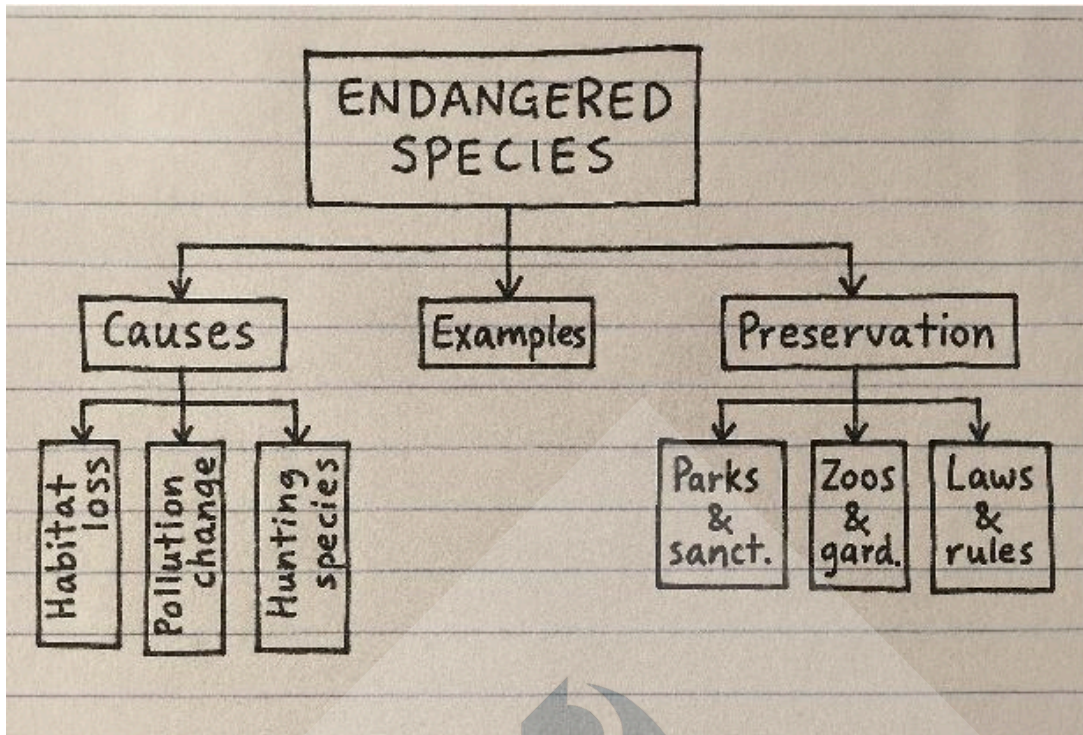 ENDANGERED
SPECIES
Causes
Examples
Preservation
Habitat
loss
Pollution
change
Hunting
species
Parks
&
sanct.
Zoos
&
gard.
Laws
&
rules